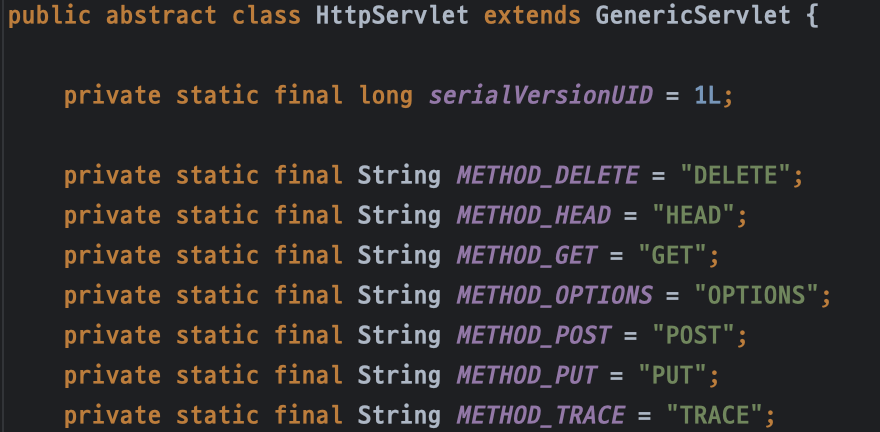 public abstract class HttpServlet extends GenericServlet {
private static final long serialVersionUID = 1L;
private static final String METHOD_DELETE = "DELETE";
private static final String METHOD_HEAD = "HEAD";
private static final String METHOD_GET = "GET";
private static final String METHOD_OPTIONS = "OPTIONS";
private static final String METHOD_POST = "POST";
private static final String METHOD_PUT = "PUT";
private static final String METHOD_TRACE = "TRACE";